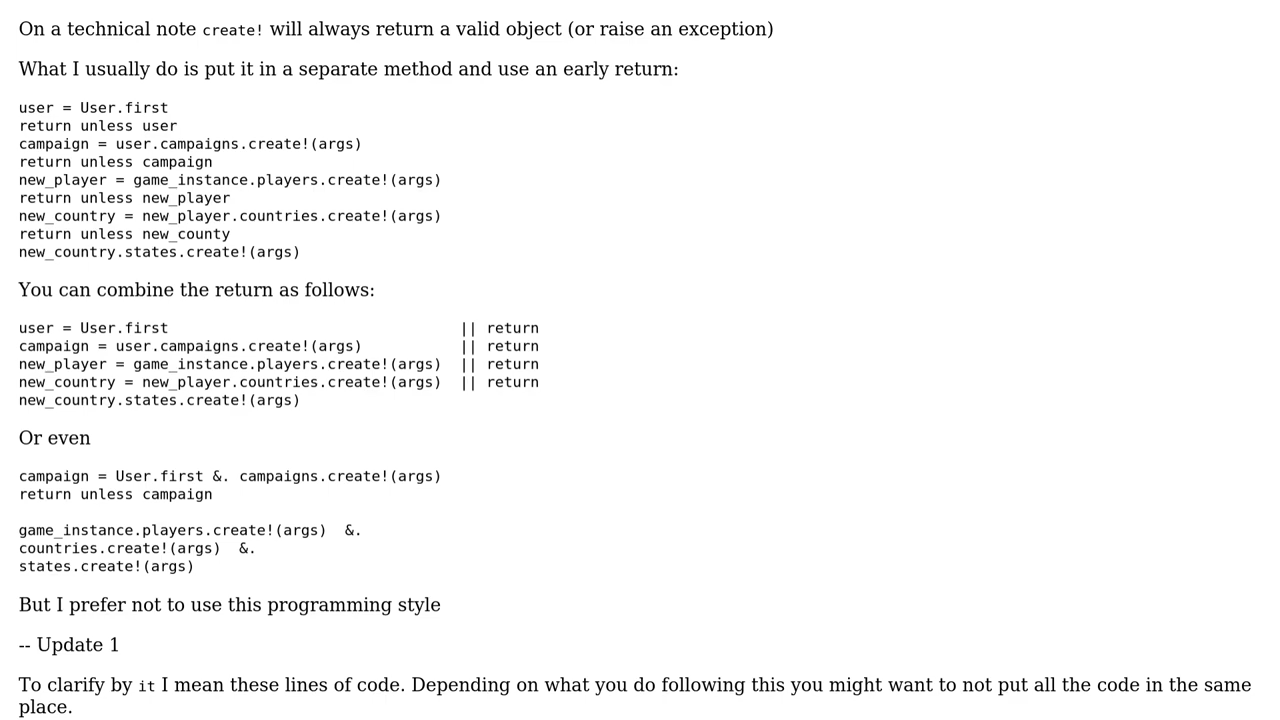 On a technical note create! will always return a valid object (or raise an exception)
What I usually do is put it in a separate method and use an early return:
user = User.first
return unless user
campaign = user.campaigns.create!(args)
return unless campaign
new_player = game_instance.players.create!(args)
return unless new_player
new_country = new_player.countries.create!(args)
return unless new_county
new_country.states.create!(args)
You can combine the return as follows:
user = User.first || return
campaign = user.campaigns.create!(args) || return
new_player = game_instance.players.create!(args) || return
new_country = new_player.countries.create!(args) || return
new_country.states.create!(args)
Or even
campaign = User.first &. campaigns.create!(args)
return unless campaign
game_instance.players.create!(args) &.
countries.create!(args) &.
states.create!(args)
But I prefer not to use this programming style
-- Update 1
To clarify by it I mean these lines of code. Depending on what you do following this you might want to not put all the code in the same
place.